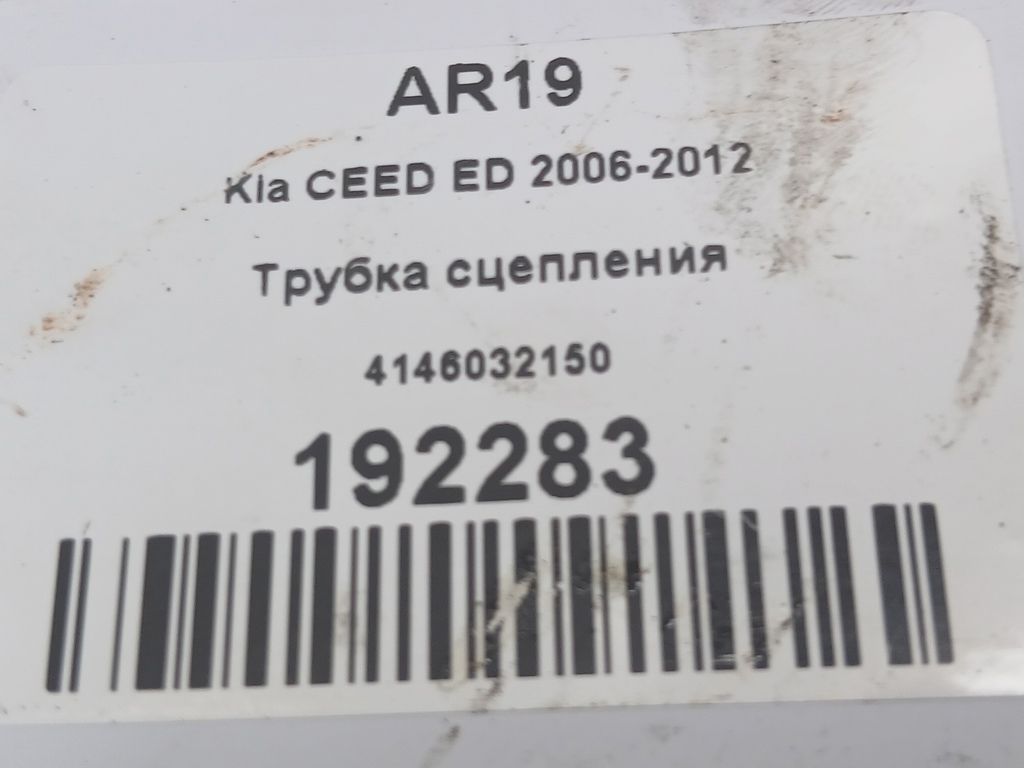 AR19
Kia CEED ED 2006-2012
Трубка сцепления
4146032150
192283